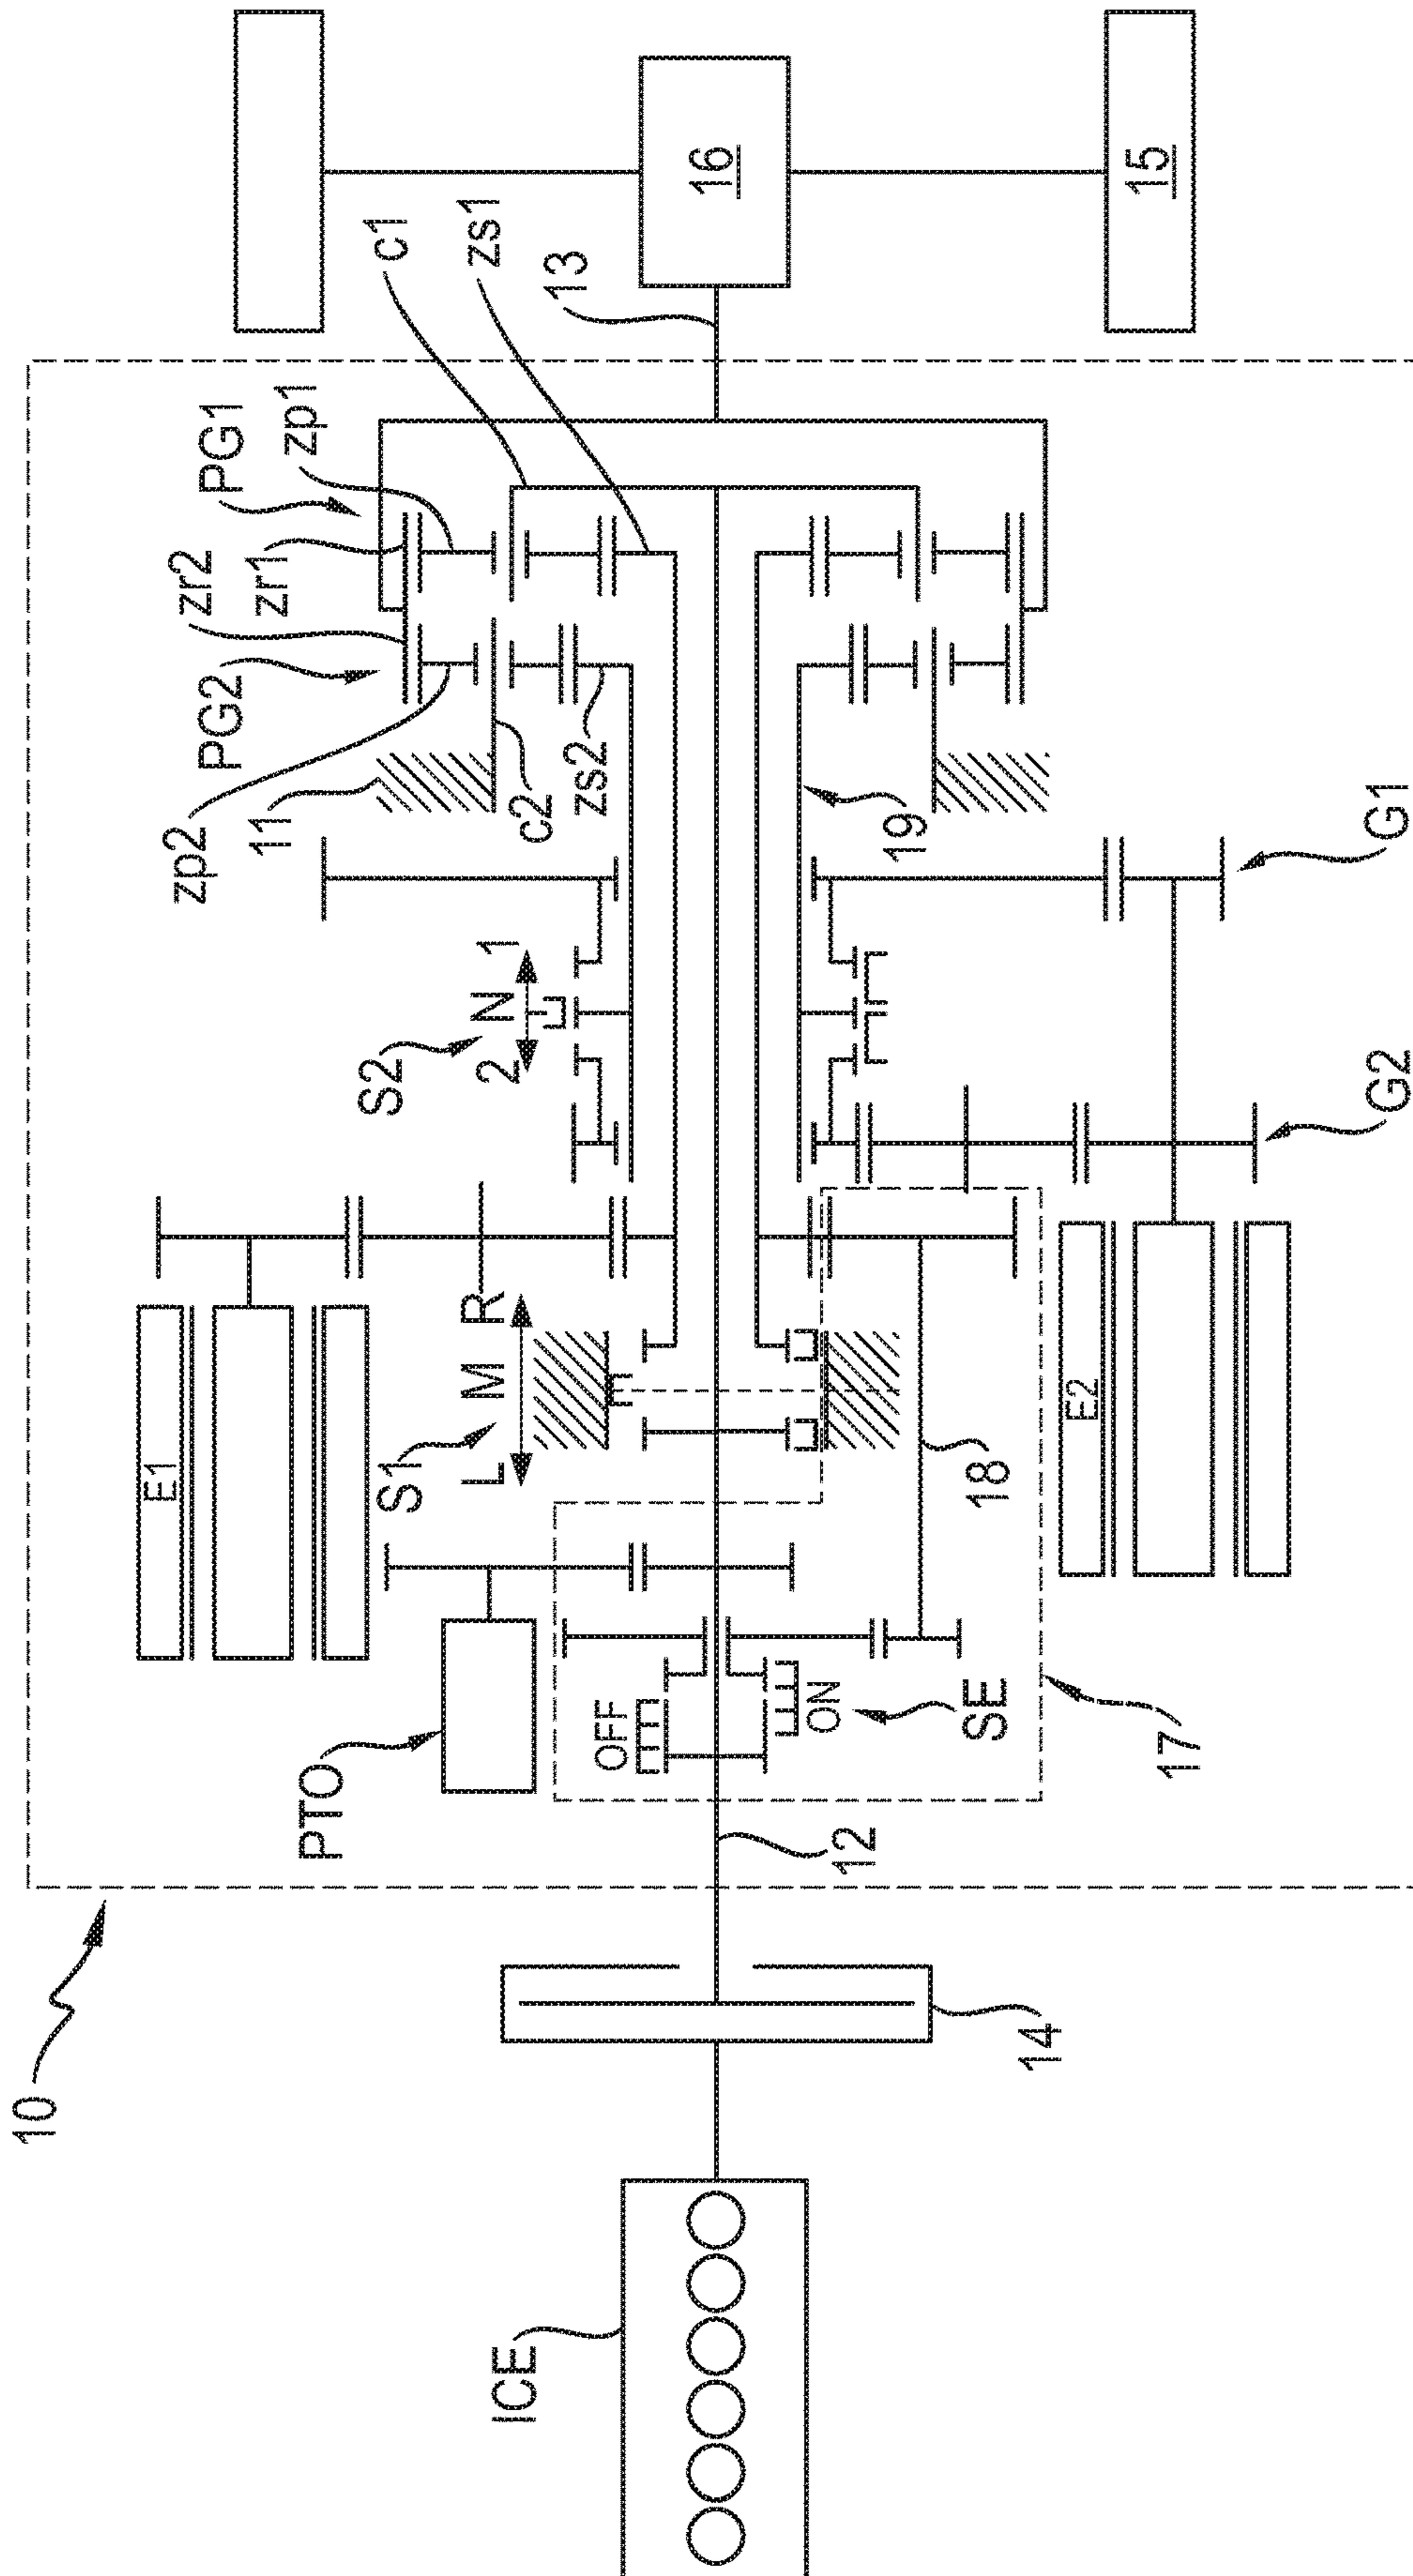 10
ICE
14
12
PTO
OFF
ON
SE
17
18
E1
S1
L M R
E2
G2
G1
S2
2 N 1
19
11
zp2
c2
zs2
PG2
zr2
zr1
PG1
zp1
c1
zs1
13
16
15